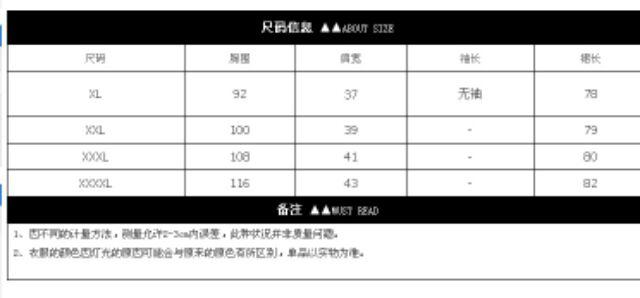 尺码信息 ▲▲ABOUT SIZE
尺码 胸围 肩宽 袖长 裙长
XL 92 37 无袖 78
XXL 100 39 - 79
XXXL 108 41 - 80
XXXXL 116 43 - 82
备注 ▲▲MUST READ
1、因不同的计量方法，测量允许2-3cm内误差，此种状况并非质量问题。
2、衣服的颜色因灯光的原因可能会与原来的颜色有所区别，单品以实物为准。